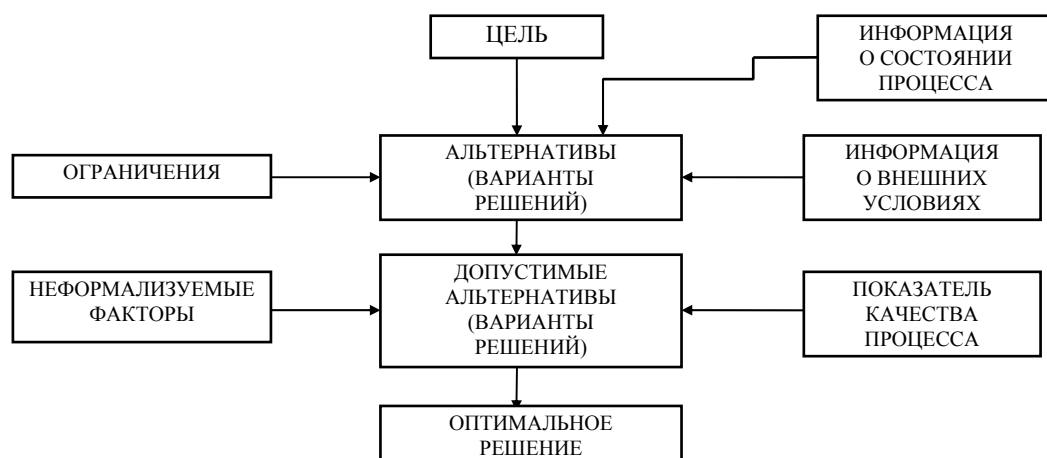 ЦЕЛЬ
ИНФОРМАЦИЯ
О СОСТОЯНИИ
ПРОЦЕССА
ОГРАНИЧЕНИЯ
АЛЬТЕРНАТИВЫ
(ВАРИАНТЫ
РЕШЕНИЙ)
ИНФОРМАЦИЯ
О ВНЕШНИХ
УСЛОВИЯХ
НЕФОРМАЛИЗУЕМЫЕ
ФАКТОРЫ
ДОПУСТИМЫЕ
АЛЬТЕРНАТИВЫ
(ВАРИАНТЫ
РЕШЕНИЙ)
ПОКАЗАТЕЛЬ
КАЧЕСТВА
ПРОЦЕССА
ОПТИМАЛЬНОЕ
РЕШЕНИЕ